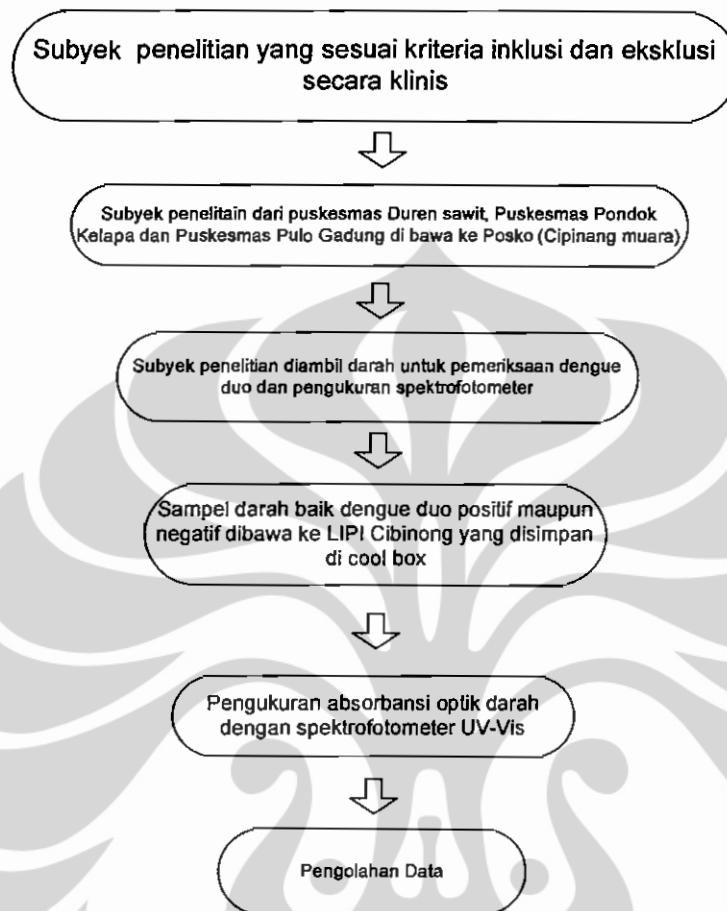 Subyek penelitian yang sesuai kriteria inklusi dan eksklusi
secara klinis
Subyek penelitain dari puskesmas Duren sawit, Puskesmas Pondok
Kelapa dan Puskesmas Pulo Gadung di bawa ke Posko (Cipinang muara)
Subyek penelitian diambil darah untuk pemeriksaan dengue
duo dan pengukuran spektrofotometer
Sampel darah baik dengue duo positif maupun
negatif dibawa ke LIPI Cibinong yang disimpan
di cool box
Pengukuran absorbansi optik darah
dengan spektrofotometer UV-Vis
Pengolahan Data